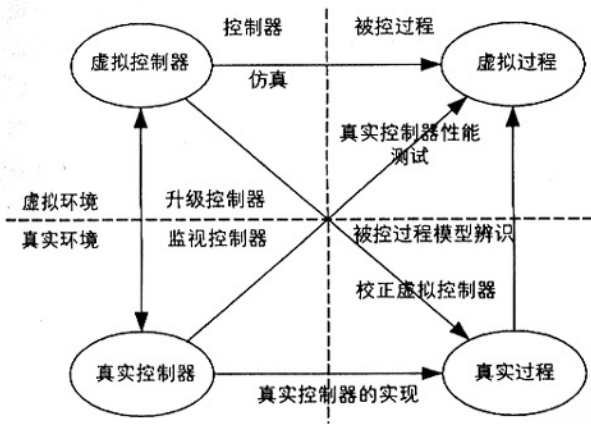 控制器
被控过程
虚拟控制器
虚拟过程
仿真
真实控制器性能
测试
虚拟环境
升级控制器
真实环境
监视控制器
被控过程模型辨识
校正虚拟控制器
真实控制器
真实过程
真实控制器的实现